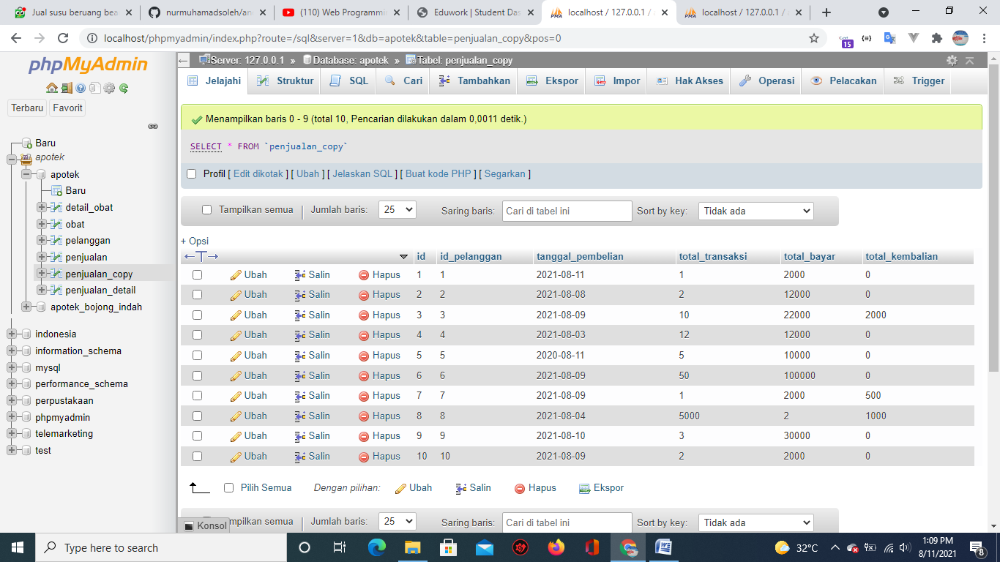 Jual susu beruang bea
nurmuhamadsoleh/an
(110) Web Programmi
Eduwork | Student Das
localhost / 127.0.0.1 /
localhost / 127.0.0.1 /
localhost/phpmyadmin/index.php?route=/sql&server=1&db=apotek&table=penjualan_copy&pos=0
15
phpMyAdmin
Terbaru Favorit
Baru
apotek
apotek
Baru
detail_obat
obat
pelanggan
penjualan
penjualan_copy
penjualan_detail
apotek_bojong_indah
indonesia
information_schema
mysql
performance_schema
perpustakaan
phpmyadmin
telemarketing
test
Server: 127.0.0.1 » Database: apotek » Tabel: penjualan_copy
Jelajahi Struktur SQL Cari Tambahkan Ekspor Impor Hak Akses Operasi Pelacakan Trigger
Menampilkan baris 0 - 9 (total 10, Pencarian dilakukan dalam 0,0011 detik.)
SELECT * FROM `penjualan_copy`
Profil [ Edit dikotak ] [ Ubah ] [ Jelaskan SQL ] [ Buat kode PHP ] [ Segarkan ]
Tampilkan semua | Jumlah baris: 25 Saring baris: Cari di tabel ini Sort by key: Tidak ada
+ Opsi
←T→ id id_pelanggan tanggal_pembelian total_transaksi total_bayar total_kembalian
Ubah Salin Hapus 1 1 2021-08-11 1 2000 0
Ubah Salin Hapus 2 2 2021-08-08 2 12000 0
Ubah Salin Hapus 3 3 2021-08-09 10 22000 2000
Ubah Salin Hapus 4 4 2021-08-03 12 12000 0
Ubah Salin Hapus 5 5 2020-08-11 5 10000 0
Ubah Salin Hapus 6 6 2021-08-09 50 100000 0
Ubah Salin Hapus 7 7 2021-08-09 1 2000 500
Ubah Salin Hapus 8 8 2021-08-04 5000 2 1000
Ubah Salin Hapus 9 9 2021-08-10 3 30000 0
Ubah Salin Hapus 10 10 2021-08-09 2 2000 0
Pilih Semua Dengan pilihan: Ubah Salin Hapus Ekspor
Konsol
mpilkan semua | Jumlah baris: 25 Saring baris: Cari di tabel ini Sort by key: Tidak ada
Type here to search
32°C
1:09 PM
8/11/2021
8